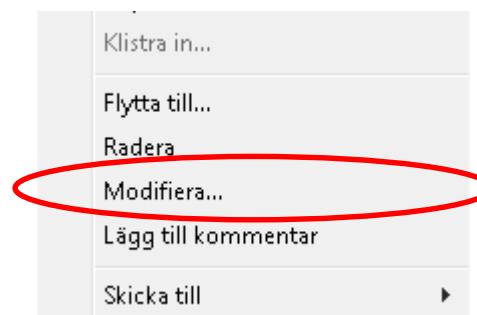 Klistra in...
Flytta till...
Radera
Modifiera...
Lägg till kommentar
Skicka till